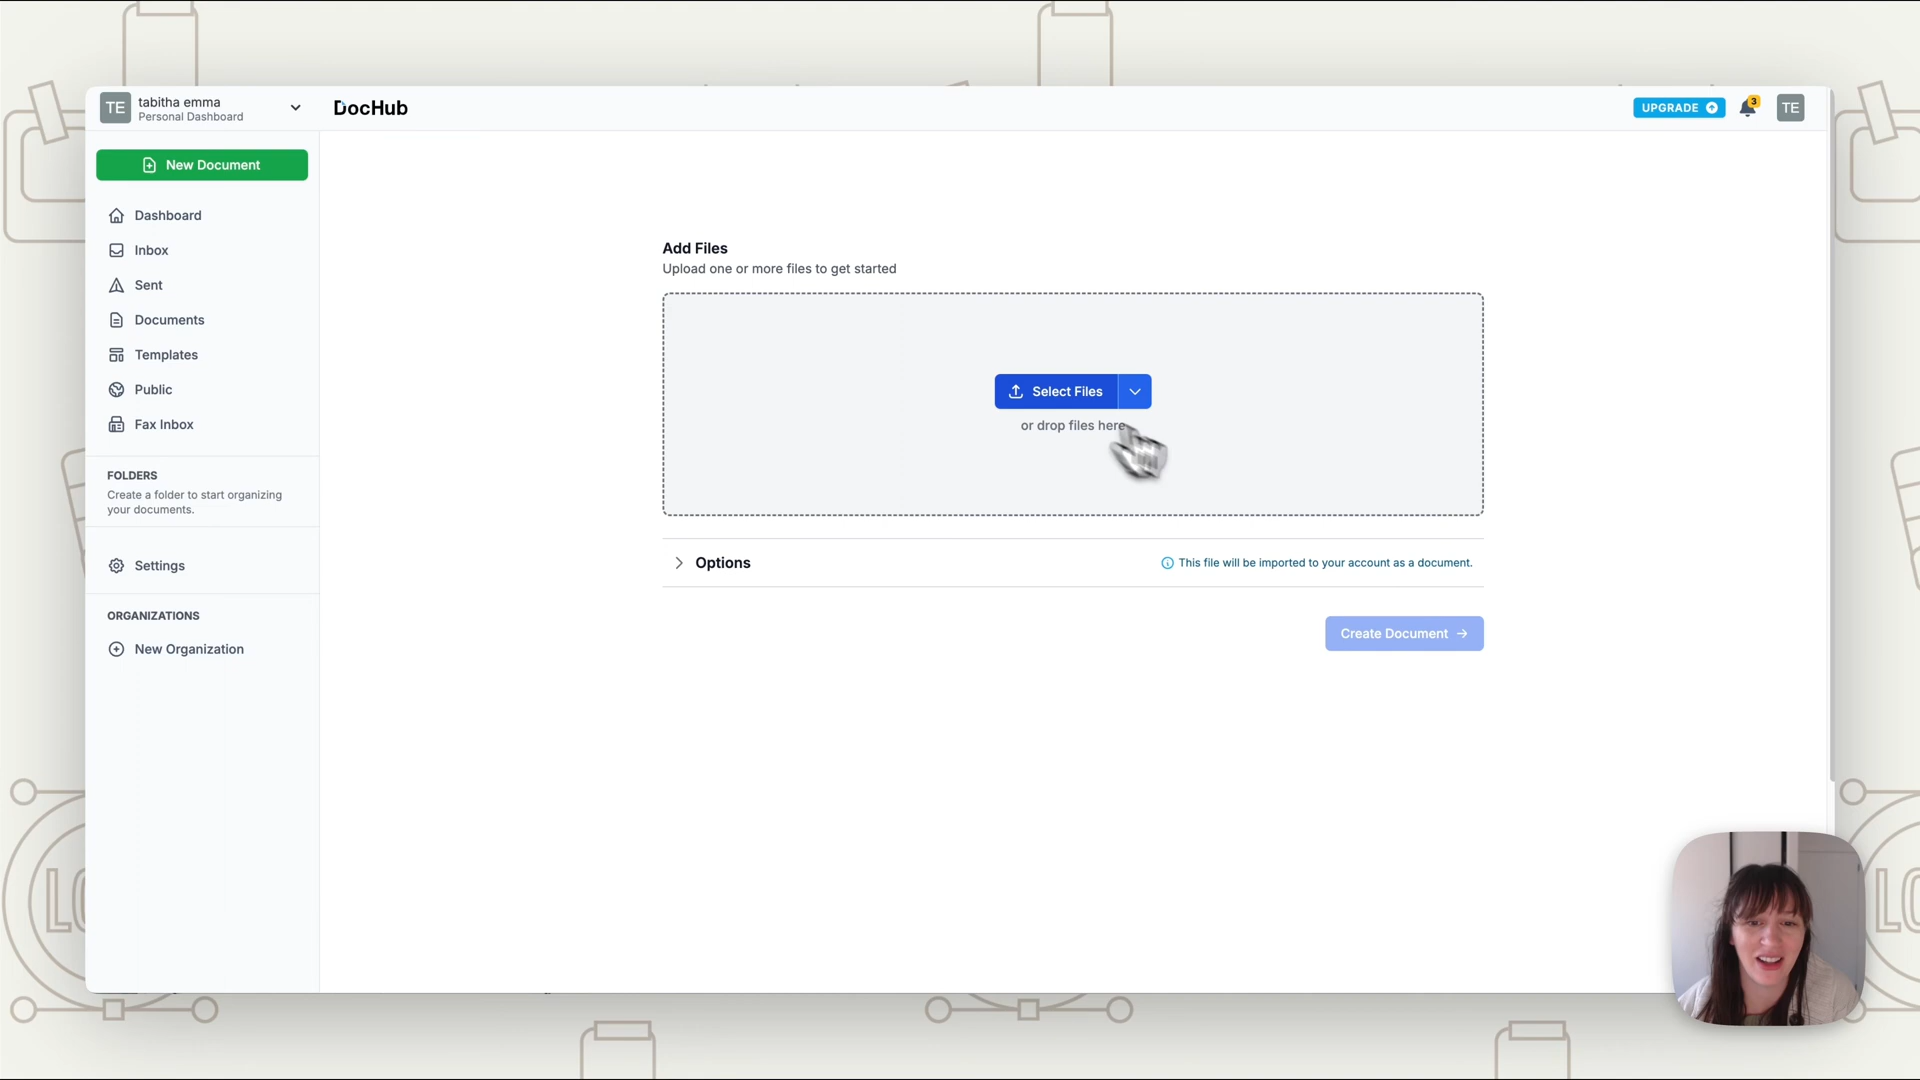 TE
tabitha emma
Personal Dashboard
DocHub
UPGRADE
3
TE
New Document
Dashboard
Inbox
Sent
Documents
Templates
Public
Fax Inbox
FOLDERS
Create a folder to start organizing
your documents.
Settings
ORGANIZATIONS
New Organization
Add Files
Upload one or more files to get started
Select Files
or drop files here
Options
This file will be imported to your account as a document.
Create Document
LO
LO